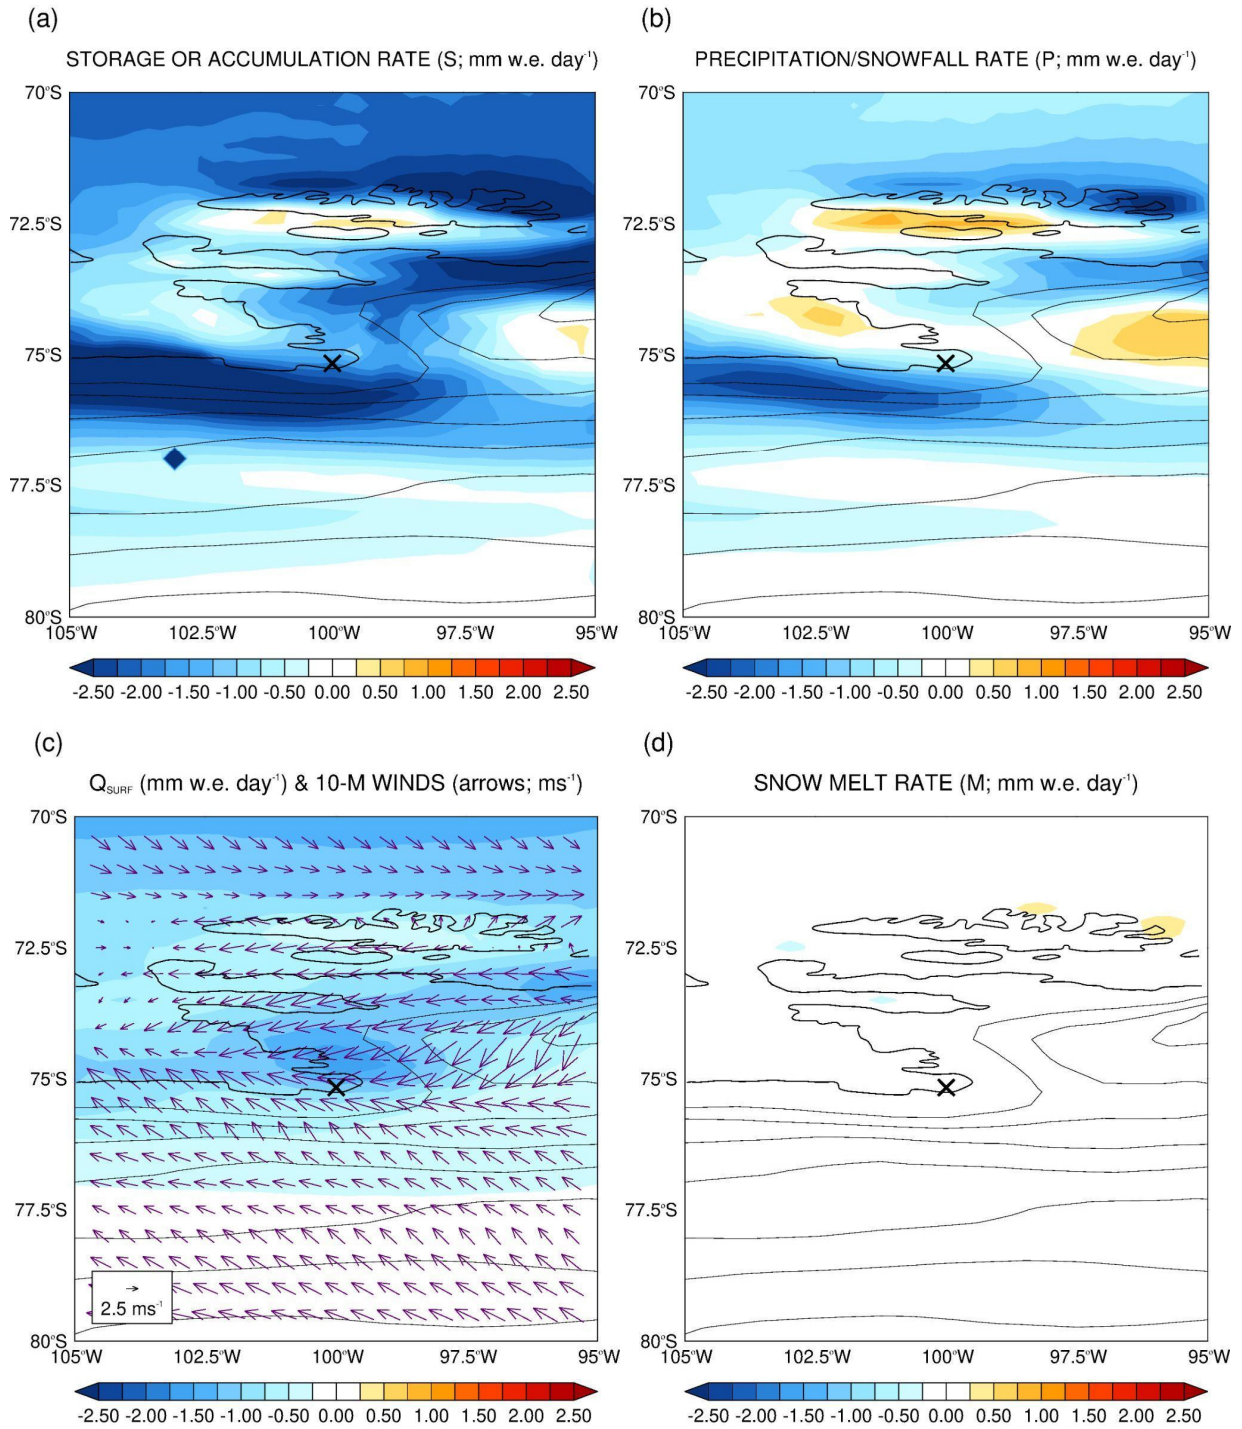 (a)
STORAGE OR ACCUMULATION RATE (S; mm w.e. day⁻¹)
70°S
72.5°S
75°S
77.5°S
80°S
105°W 102.5°W 100°W 97.5°W 95°W
-2.50 -2.00 -1.50 -1.00 -0.50 0.00 0.50 1.00 1.50 2.00 2.50
(b)
PRECIPITATION/SNOWFALL RATE (P; mm w.e. day⁻¹)
70°S
72.5°S
75°S
77.5°S
80°S
105°W 102.5°W 100°W 97.5°W 95°W
-2.50 -2.00 -1.50 -1.00 -0.50 0.00 0.50 1.00 1.50 2.00 2.50
(c)
Q_SURF (mm w.e. day⁻¹) & 10-M WINDS (arrows; ms⁻¹)
70°S
72.5°S
75°S
77.5°S
80°S
2.5 ms⁻¹
105°W 102.5°W 100°W 97.5°W 95°W
-2.50 -2.00 -1.50 -1.00 -0.50 0.00 0.50 1.00 1.50 2.00 2.50
(d)
SNOW MELT RATE (M; mm w.e. day⁻¹)
70°S
72.5°S
75°S
77.5°S
80°S
105°W 102.5°W 100°W 97.5°W 95°W
-2.50 -2.00 -1.50 -1.00 -0.50 0.00 0.50 1.00 1.50 2.00 2.50